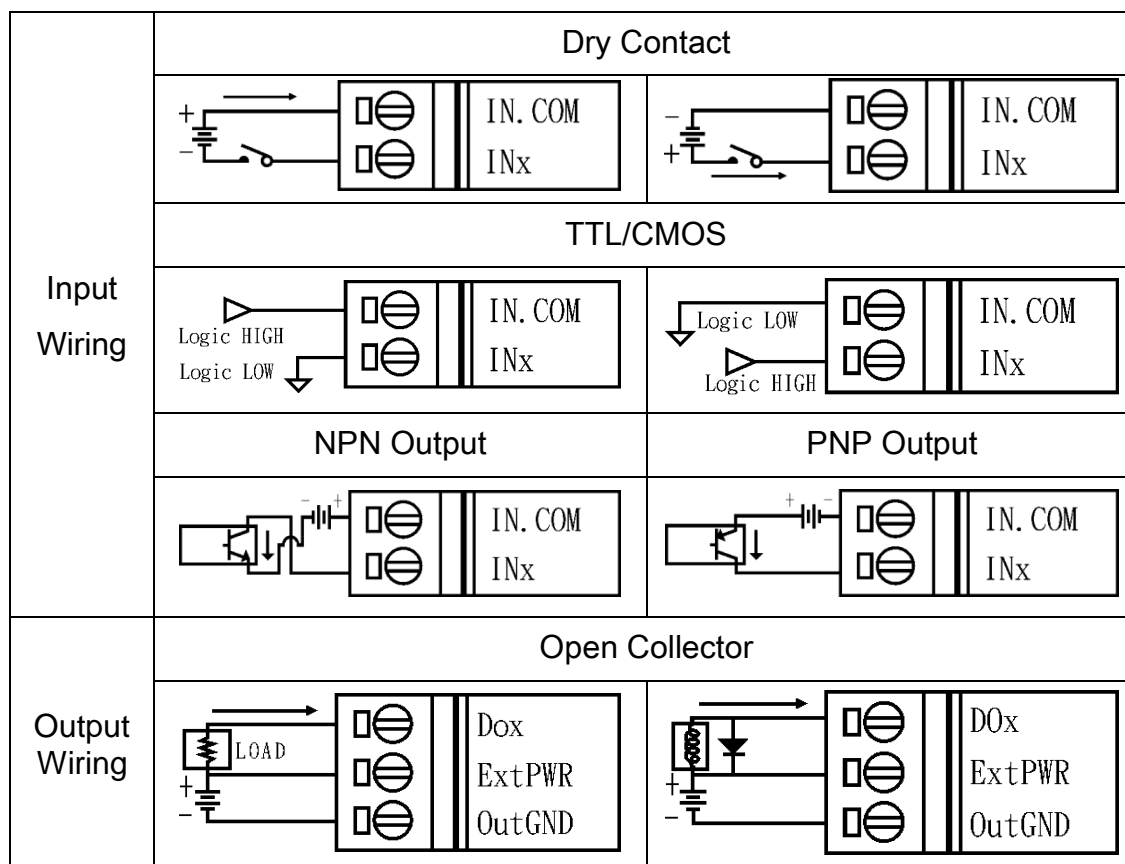 Dry Contact
+
−
IN. COM
INx
−
+
IN. COM
INx
TTL/CMOS
Input
Wiring
Logic HIGH
Logic LOW
IN. COM
INx
Logic LOW
Logic HIGH
IN. COM
INx
NPN Output
PNP Output
− +
IN. COM
INx
+ −
IN. COM
INx
Open Collector
Output
Wiring
LOAD
+
−
Dox
ExtPWR
OutGND
+
−
DOx
ExtPWR
OutGND